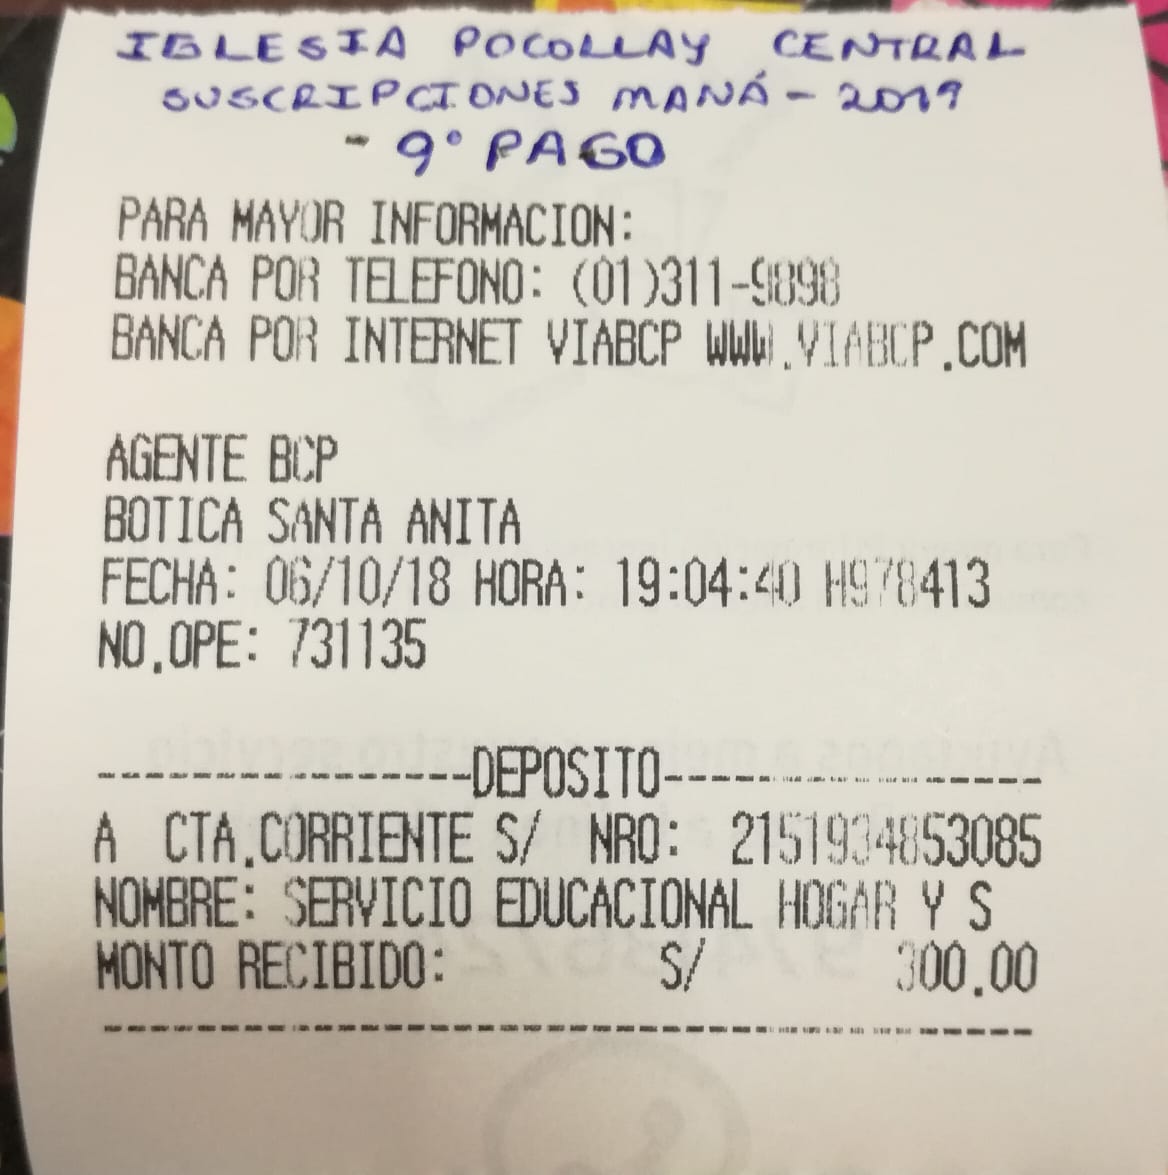 IGLESIA POCOLLAY CENTRAL
SUSCRIPCIONES MANÁ - 2019
- 9° PAGO
PARA MAYOR INFORMACION:
BANCA POR TELEFONO: (01)311-9898
BANCA POR INTERNET VIABCP WWW.VIABCP.COM
AGENTE BCP
BOTICA SANTA ANITA
FECHA: 06/10/18 HORA: 19:04:40 H978413
NO.OPE: 731135
----------------DEPOSITO----------------
A CTA.CORRIENTE S/ NRO: 2151934853085
NOMBRE: SERVICIO EDUCACIONAL HOGAR Y S
MONTO RECIBIDO: S/ 300.00